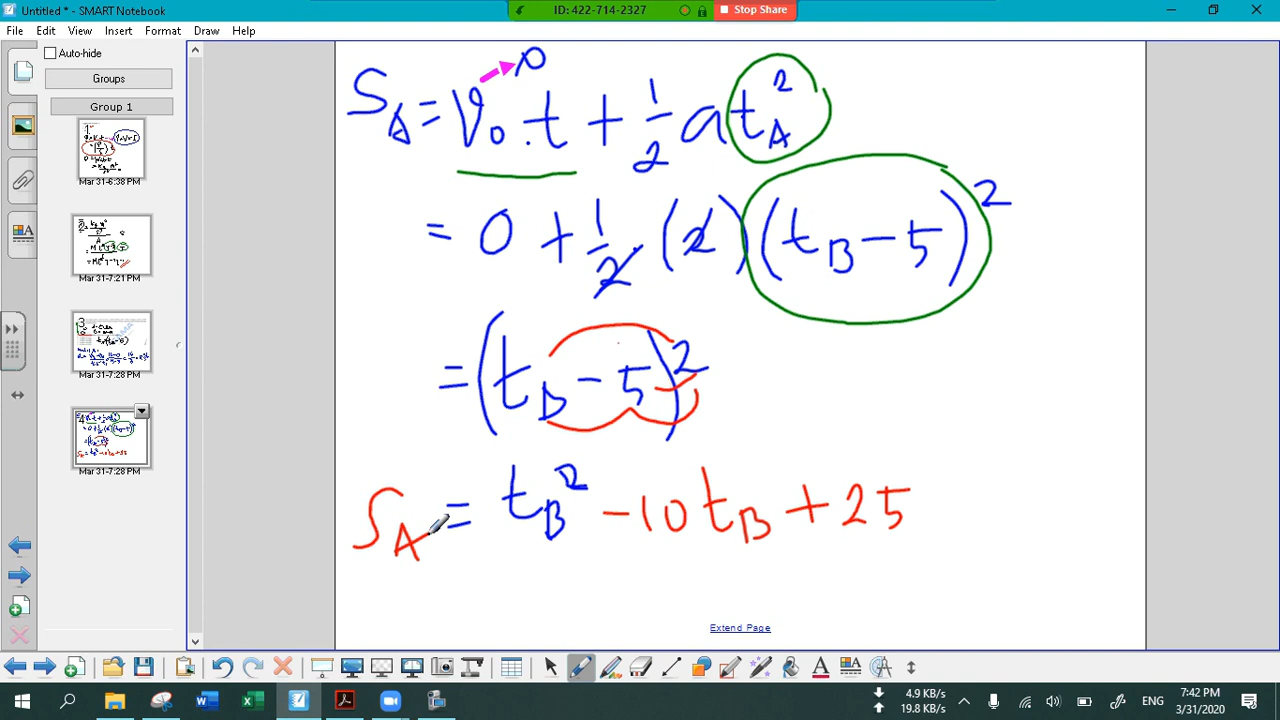 Untitled * - SMART Notebook
ID: 422-714-2327
Stop Share
File Edit View Insert Format Draw Help
Auto-hide
Groups
Group 1
Mar 31-6:38 PM
Mar 31-7:21 PM
Mar 31-7:28 PM
Mar 31-7:28 PM
S_A = V_0 . t + 1/2 a t_A^2
0
= 0 + 1/2 (2) (t_B - 5)^2
= (t_B - 5)^2
S_A = t_B^2 - 10 t_B + 25
Extend Page
4.9 KB/s
19.8 KB/s
ENG
7:42 PM
3/31/2020